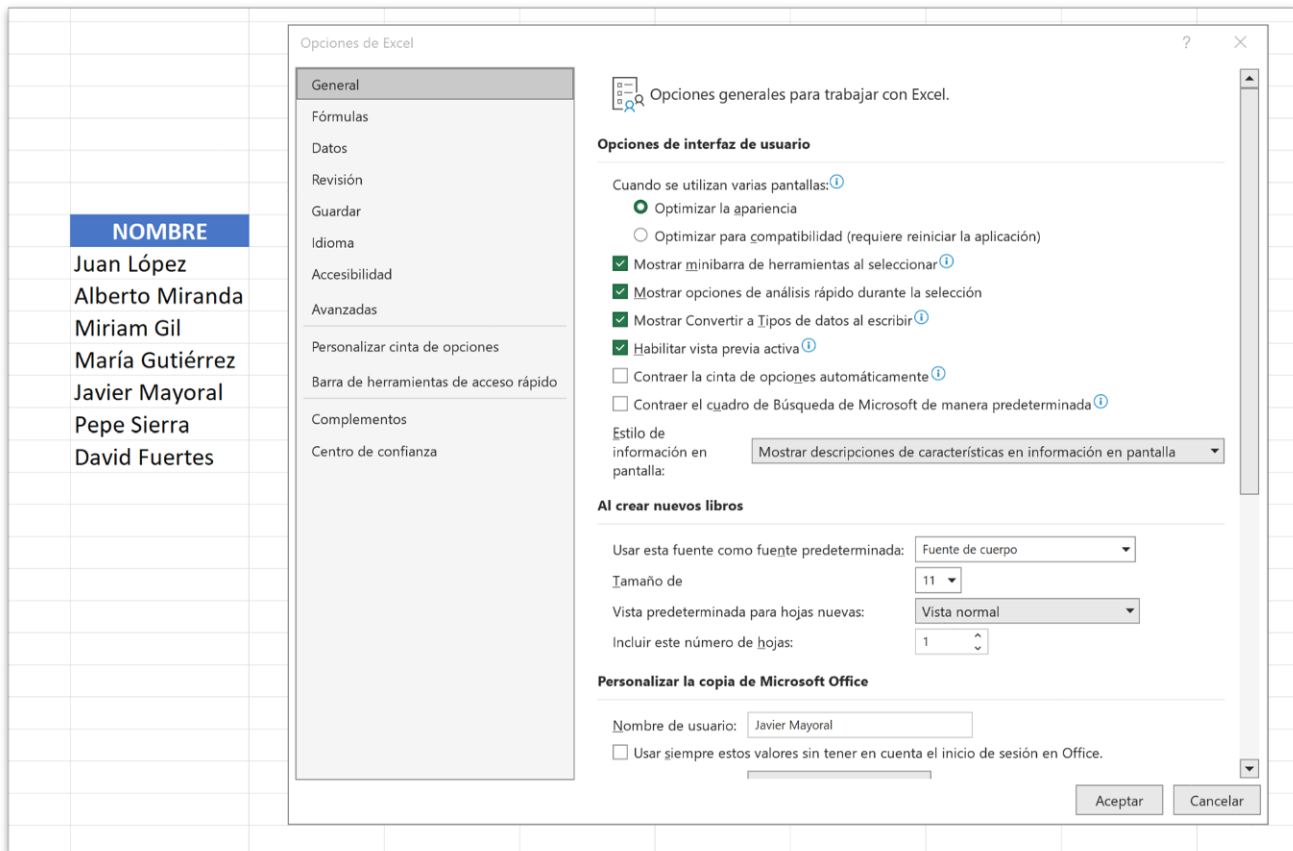 NOMBRE
Juan López
Alberto Miranda
Miriam Gil
María Gutiérrez
Javier Mayoral
Pepe Sierra
David Fuertes
Opciones de Excel
?
General
Fórmulas
Datos
Revisión
Guardar
Idioma
Accesibilidad
Avanzadas
Personalizar cinta de opciones
Barra de herramientas de acceso rápido
Complementos
Centro de confianza
Opciones generales para trabajar con Excel.
Opciones de interfaz de usuario
Cuando se utilizan varias pantallas:
Optimizar la apariencia
Optimizar para compatibilidad (requiere reiniciar la aplicación)
Mostrar minibarra de herramientas al seleccionar
Mostrar opciones de análisis rápido durante la selección
Mostrar Convertir a Tipos de datos al escribir
Habilitar vista previa activa
Contraer la cinta de opciones automáticamente
Contraer el cuadro de Búsqueda de Microsoft de manera predeterminada
Estilo de
información en
pantalla:
Mostrar descripciones de características en información en pantalla
Al crear nuevos libros
Usar esta fuente como fuente predeterminada: Fuente de cuerpo
Tamaño de 11
Vista predeterminada para hojas nuevas: Vista normal
Incluir este número de hojas: 1
Personalizar la copia de Microsoft Office
Nombre de usuario: Javier Mayoral
Usar siempre estos valores sin tener en cuenta el inicio de sesión en Office.
Aceptar Cancelar